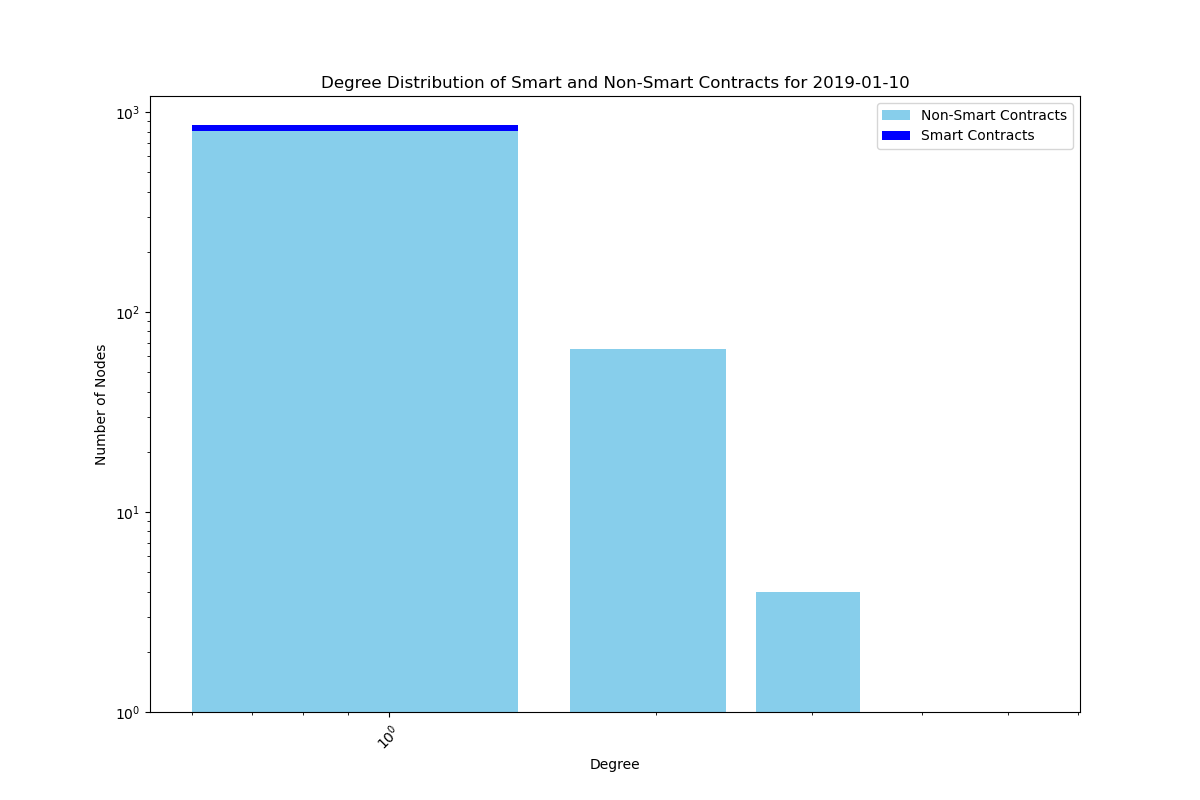 Degree Distribution of Smart and Non-Smart Contracts for 2019-01-10
Non-Smart Contracts
Smart Contracts
Number of Nodes
10³
10²
10¹
10⁰
10⁰
Degree